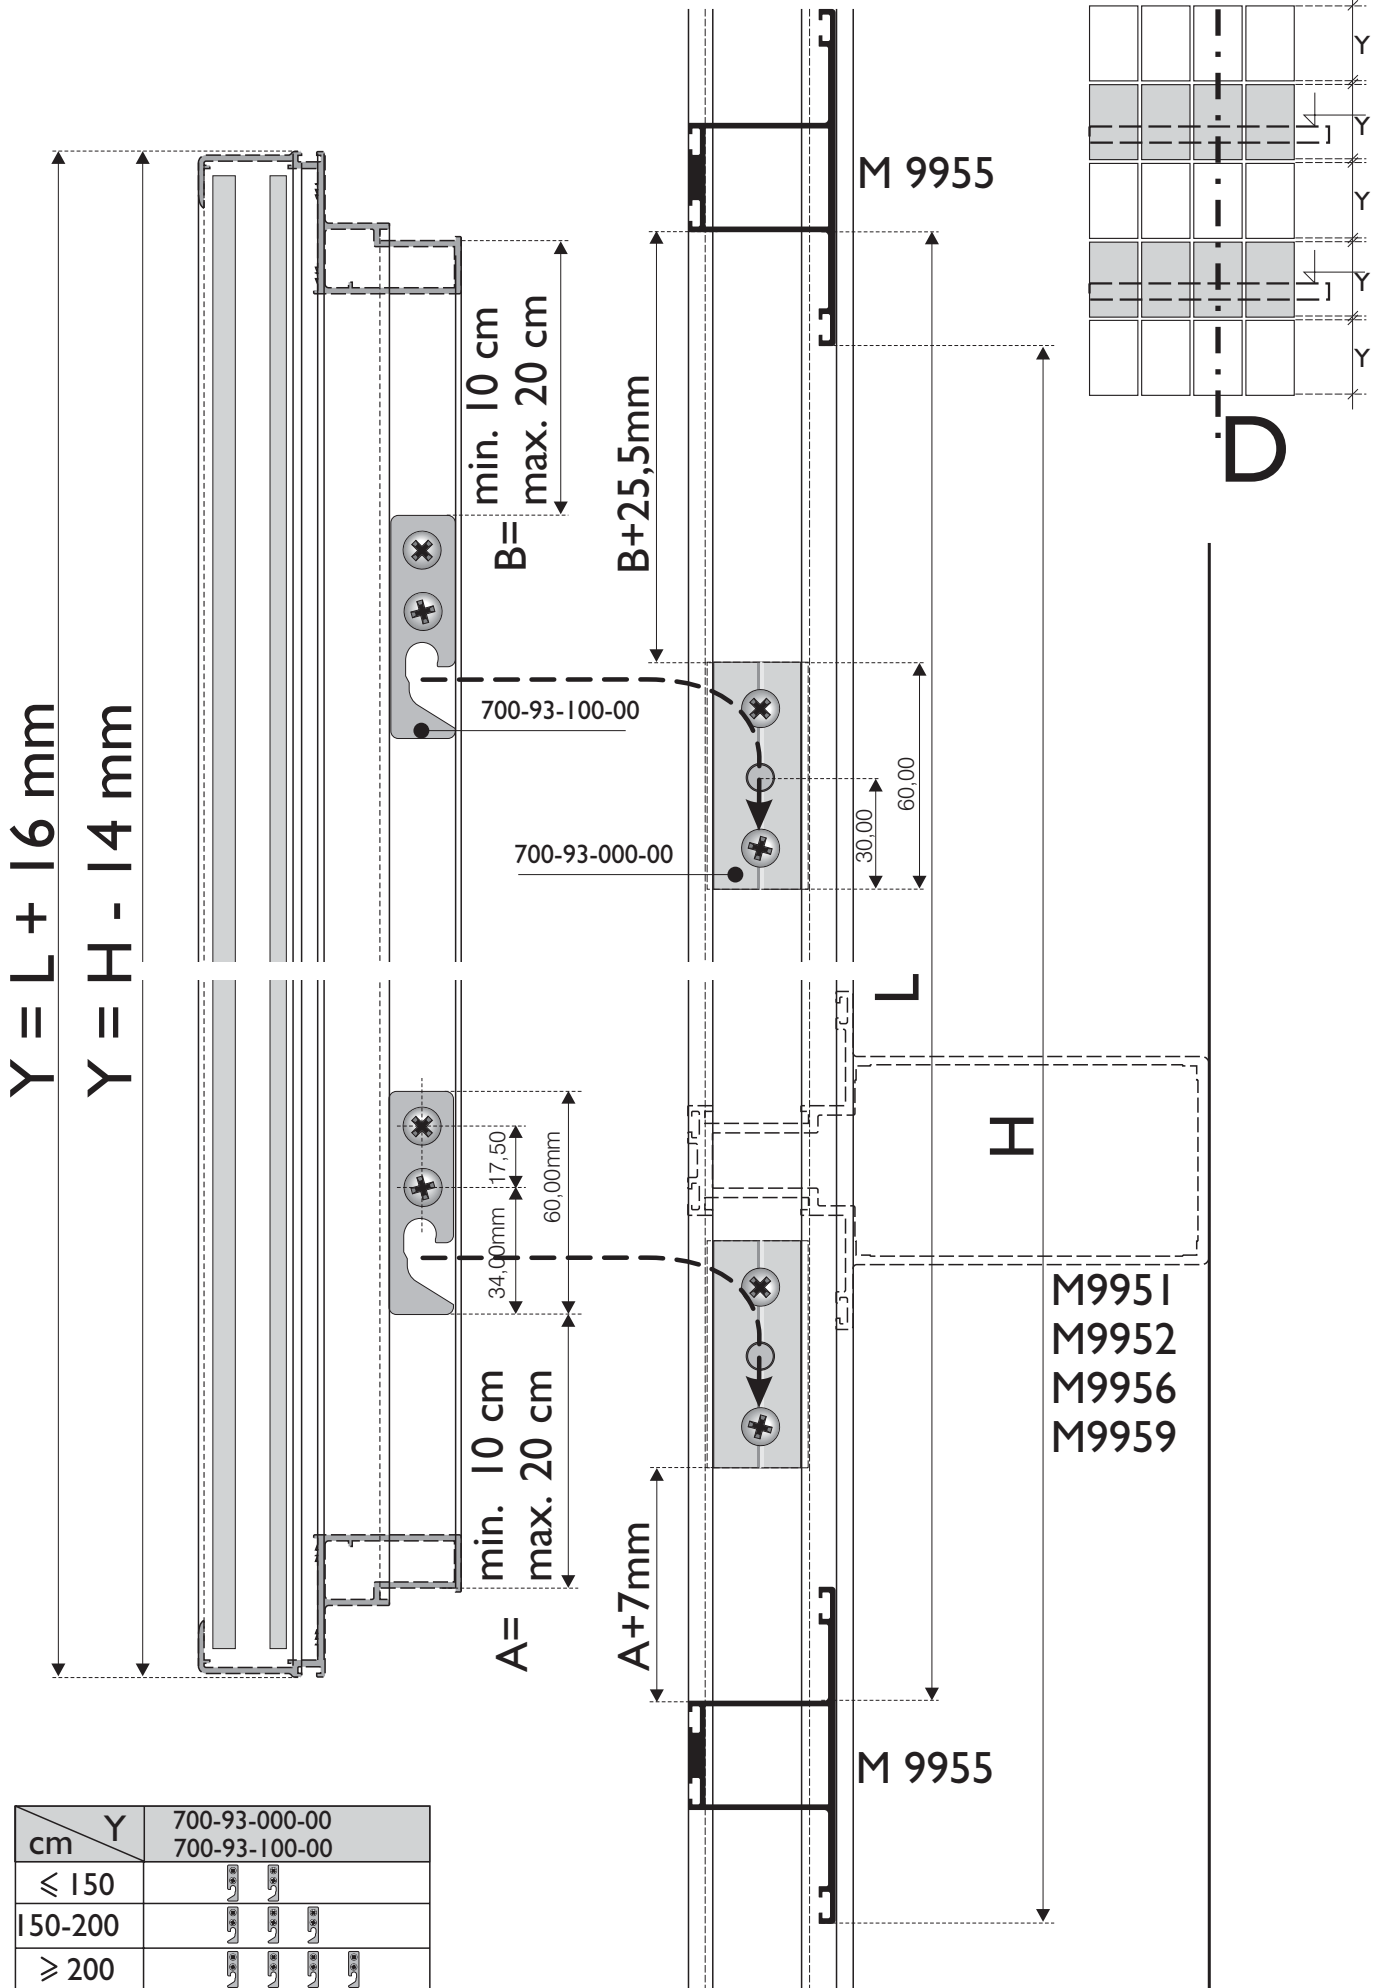 Y
Y
Y
Y
Y
D
M 9955
min. 10 cm
max. 20 cm
B=
B+25,5mm
700-93-100-00
700-93-000-00
30,00
60,00
Y = L + 16 mm
Y = H - 14 mm
L
H
17,50
34,00mm
60,00mm
M9951
M9952
M9956
M9959
min. 10 cm
max. 20 cm
A=
A+7mm
M 9955
cm Y
700-93-000-00
700-93-100-00
⩽ 150
150-200
⩾ 200